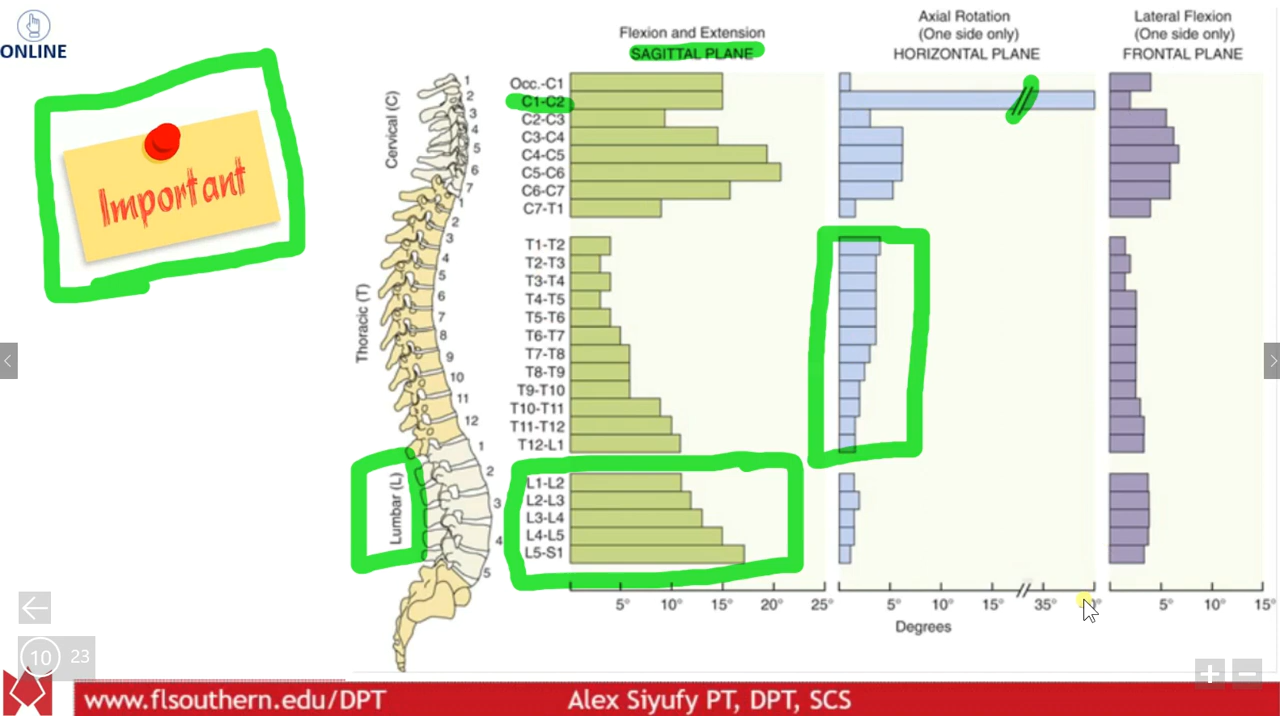 ONLINE
Important
Flexion and Extension
SAGITTAL PLANE
Axial Rotation
(One side only)
HORIZONTAL PLANE
Lateral Flexion
(One side only)
FRONTAL PLANE
Cervical (C)
1
2
3
4
5
6
7
Thoracic (T)
1
2
3
4
5
6
7
8
9
10
11
12
Lumbar (L)
1
2
3
4
5
Occ.-C1
C1-C2
C2-C3
C3-C4
C4-C5
C5-C6
C6-C7
C7-T1
T1-T2
T2-T3
T3-T4
T4-T5
T5-T6
T6-T7
T7-T8
T8-T9
T9-T10
T10-T11
T11-T12
T12-L1
L1-L2
L2-L3
L3-L4
L4-L5
L5-S1
5° 10° 15° 20° 25°
5° 10° 15° 35°
5° 10° 15°
Degrees
10 23
www.flsouthern.edu/DPT Alex Siyufy PT, DPT, SCS